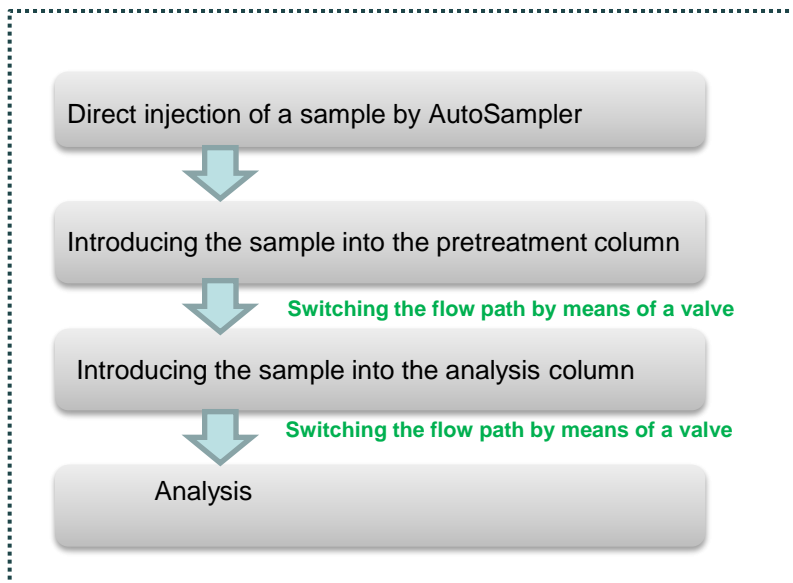 Direct injection of a sample by AutoSampler
Introducing the sample into the pretreatment column
Switching the flow path by means of a valve
Introducing the sample into the analysis column
Switching the flow path by means of a valve
Analysis